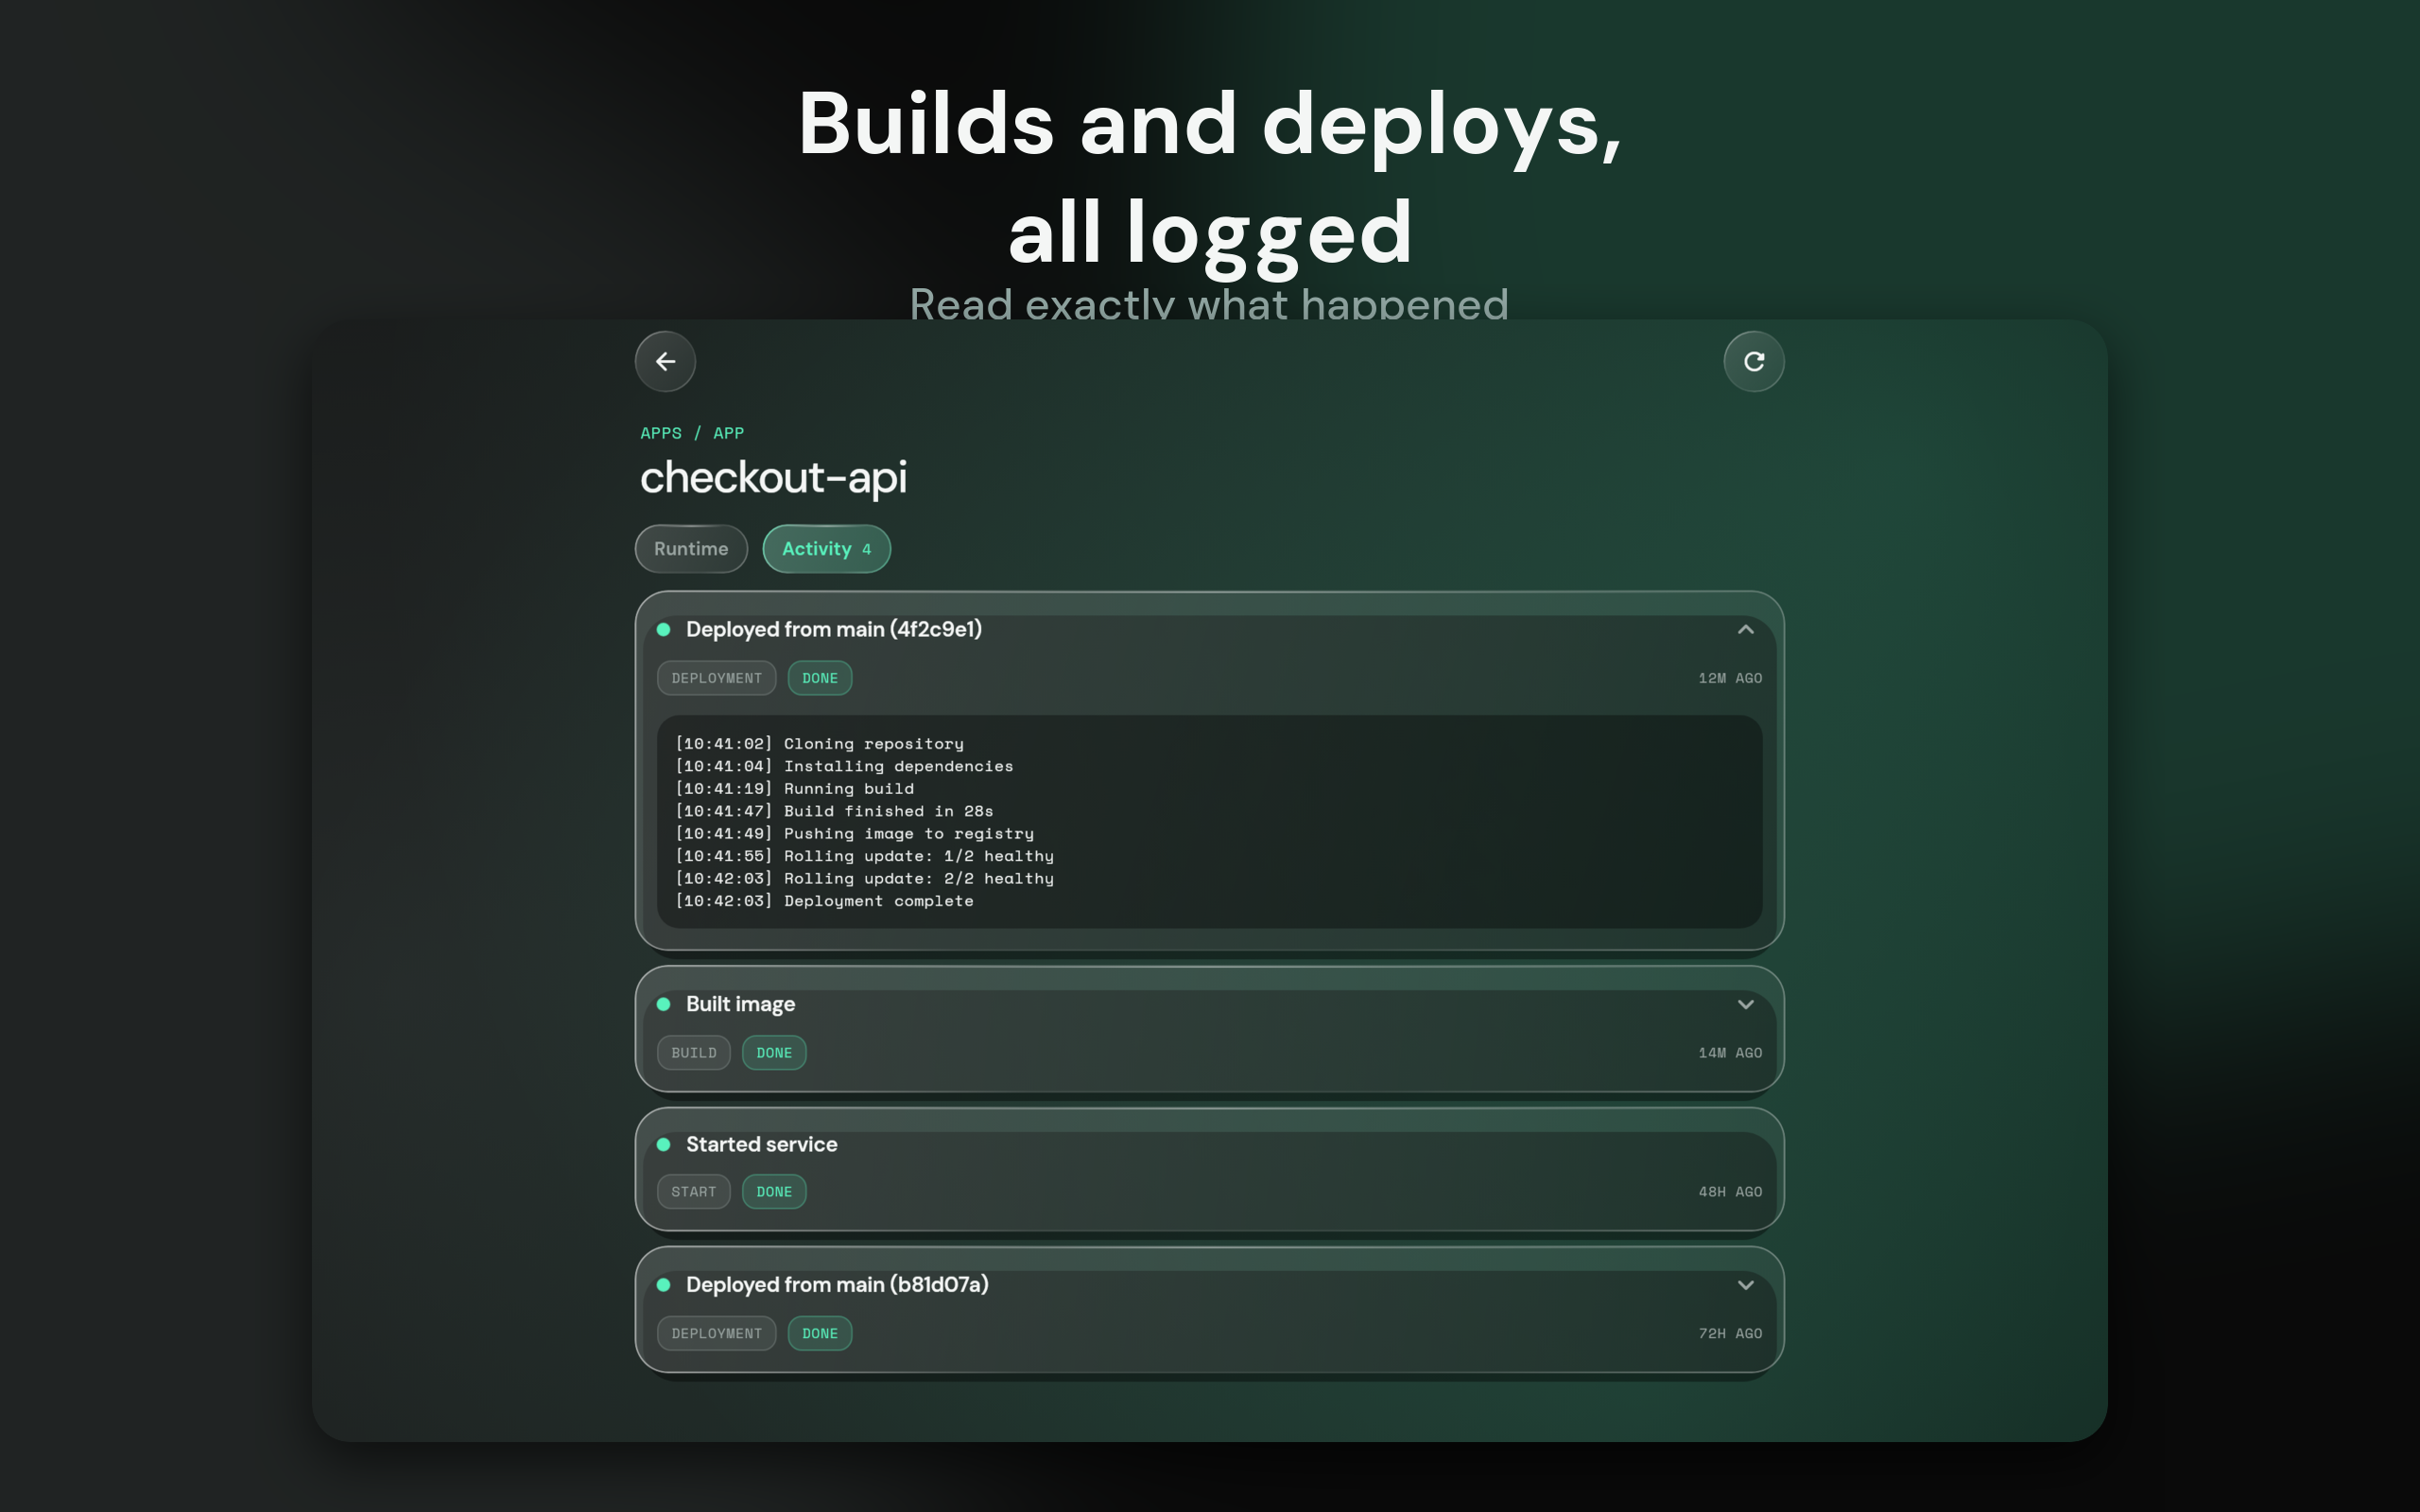 Builds and deploys,
all logged
Read exactly what happened
APPS / APP
checkout-api
Runtime
Activity 4
Deployed from main (4f2c9e1)
DEPLOYMENT DONE 12M AGO
[10:41:02] Cloning repository
[10:41:04] Installing dependencies
[10:41:19] Running build
[10:41:47] Build finished in 28s
[10:41:49] Pushing image to registry
[10:41:55] Rolling update: 1/2 healthy
[10:42:03] Rolling update: 2/2 healthy
[10:42:03] Deployment complete
Built image
BUILD DONE 14M AGO
Started service
START DONE 48H AGO
Deployed from main (b81d07a)
DEPLOYMENT DONE 72H AGO